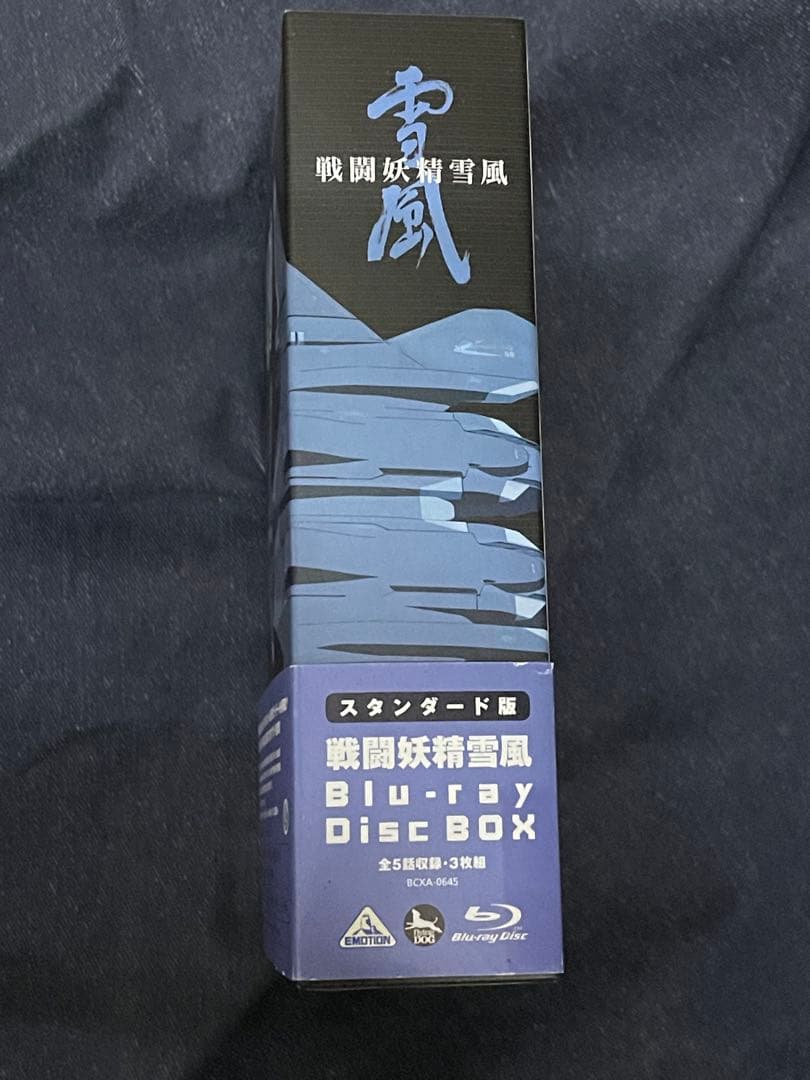 雪風
戦闘妖精雪風
スタンダード版
戦闘妖精雪風
Blu-ray
Disc BOX
全5話収録・3枚組
BCXA-0645
EMOTION
Flying DOG
Blu-ray Disc